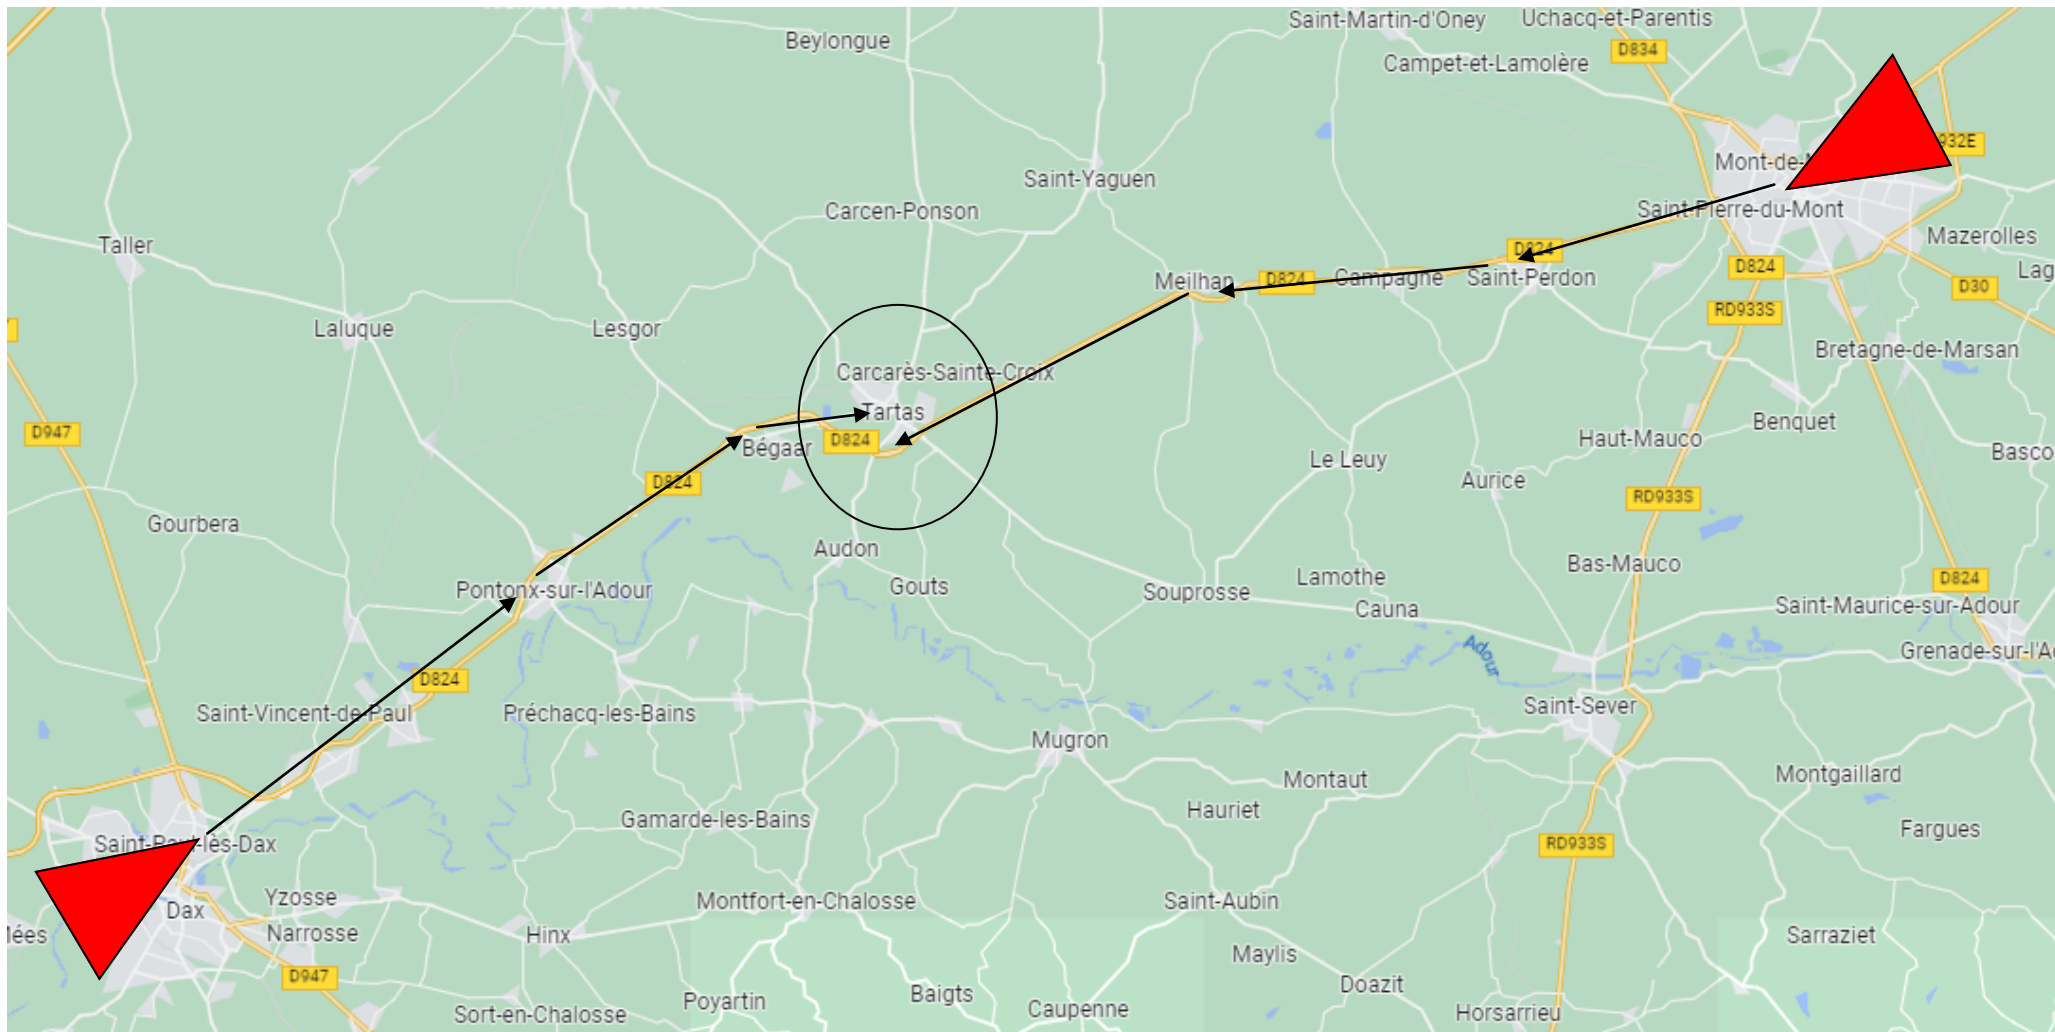 Saint-Martin-d'Oney
Uchacq-et-Parentis
Beylongue
D834
Campet-et-Lamolère
932E
Mont-de-
Saint-Yaguen
Carcen-Ponson
Saint-Pierre-du-Mont
Taller
Mazerolles
D824
D824
Lag
Meilhan
D824
Campagne
Saint-Perdon
D30
RD933S
Laluque
Lesgor
Bretagne-de-Marsan
Carcarès-Sainte-Croix
Tartas
Benquet
D947
D824
Haut-Mauco
Bégaar
Basco
Le Leuy
D824
Aurice
RD933S
Gourbera
Audon
Bas-Mauco
Lamothe
D824
Gouts
Pontonx-sur-l'Adour
Souprosse
Cauna
Saint-Maurice-sur-Adour
Adour
Grenade-sur-l'A
D824
Saint-Vincent-de-Paul
Préchacq-les-Bains
Saint-Sever
Mugron
Montaut
Montgaillard
Hauriet
Gamarde-les-Bains
Fargues
Saint-Paul-lès-Dax
RD933S
Yzosse
Montfort-en-Chalosse
Saint-Aubin
Dax
Mées
Narrosse
Hinx
Sarraziet
Maylis
D947
Doazit
Poyartin
Baigts
Caupenne
Sort-en-Chalosse
Horsarrieu